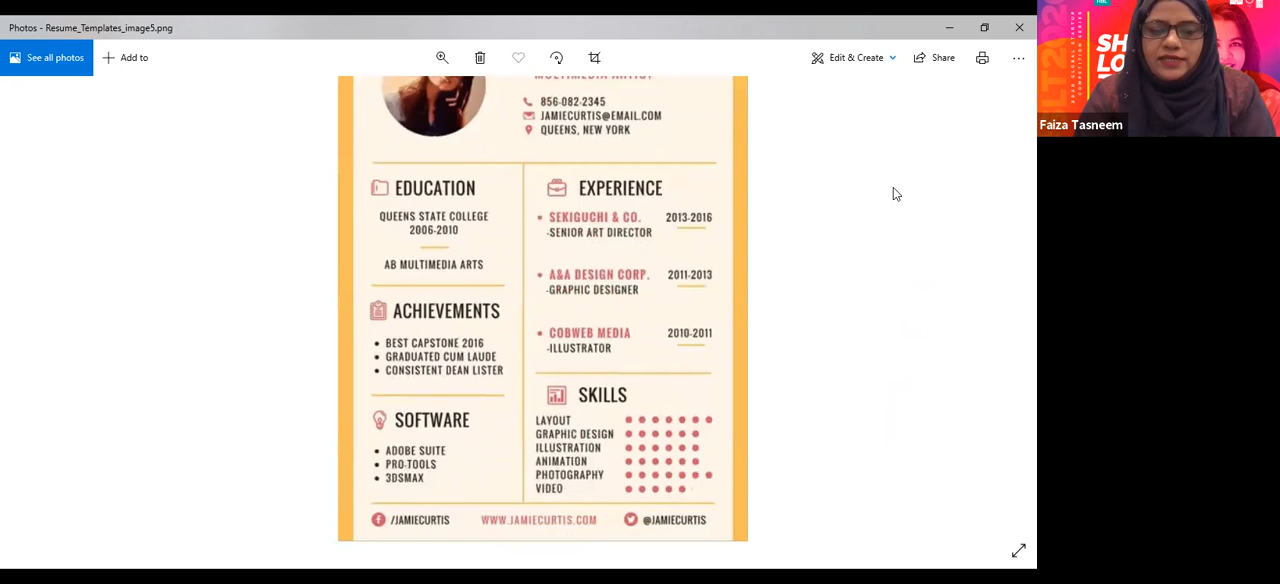 Photos - Resume_Templates_image5.png
See all photos
Add to
Edit & Create
Share
Faiza Tasneem
MULTIMEDIA ARTIST
856-082-2345
JAMIECURTIS@EMAIL.COM
QUEENS, NEW YORK
EDUCATION
QUEENS STATE COLLEGE
2006-2010
AB MULTIMEDIA ARTS
ACHIEVEMENTS
BEST CAPSTONE 2016
GRADUATED CUM LAUDE
CONSISTENT DEAN LISTER
SOFTWARE
ADOBE SUITE
PRO-TOOLS
3DSMAX
EXPERIENCE
SEKIGUCHI & CO. 2013-2016
-SENIOR ART DIRECTOR
A&A DESIGN CORP. 2011-2013
-GRAPHIC DESIGNER
COBWEB MEDIA 2010-2011
-ILLUSTRATOR
SKILLS
LAYOUT
GRAPHIC DESIGN
ILLUSTRATION
ANIMATION
PHOTOGRAPHY
VIDEO
/JAMIECURTIS
WWW.JAMIECURTIS.COM
@JAMIECURTIS